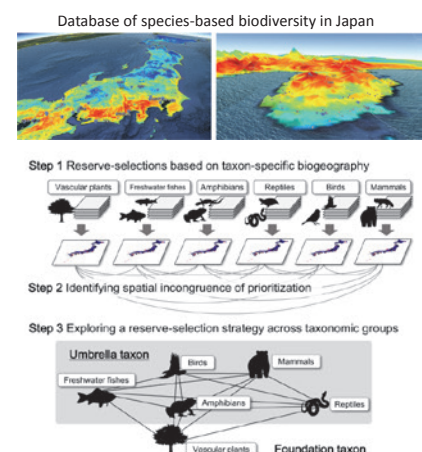 Database of species-based biodiversity in Japan
Step 1 Reserve-selections based on taxon-specific biogeography
Vascular plants Freshwater fishes Amphibians Reptiles Birds Mammals
Step 2 Identifying spatial incongruence of prioritization
Step 3 Exploring a reserve-selection strategy across taxonomic groups
Umbrella taxon
Birds
Mammals
Freshwater fishes
Amphibians
Reptiles
Vascular plants
Foundation taxon